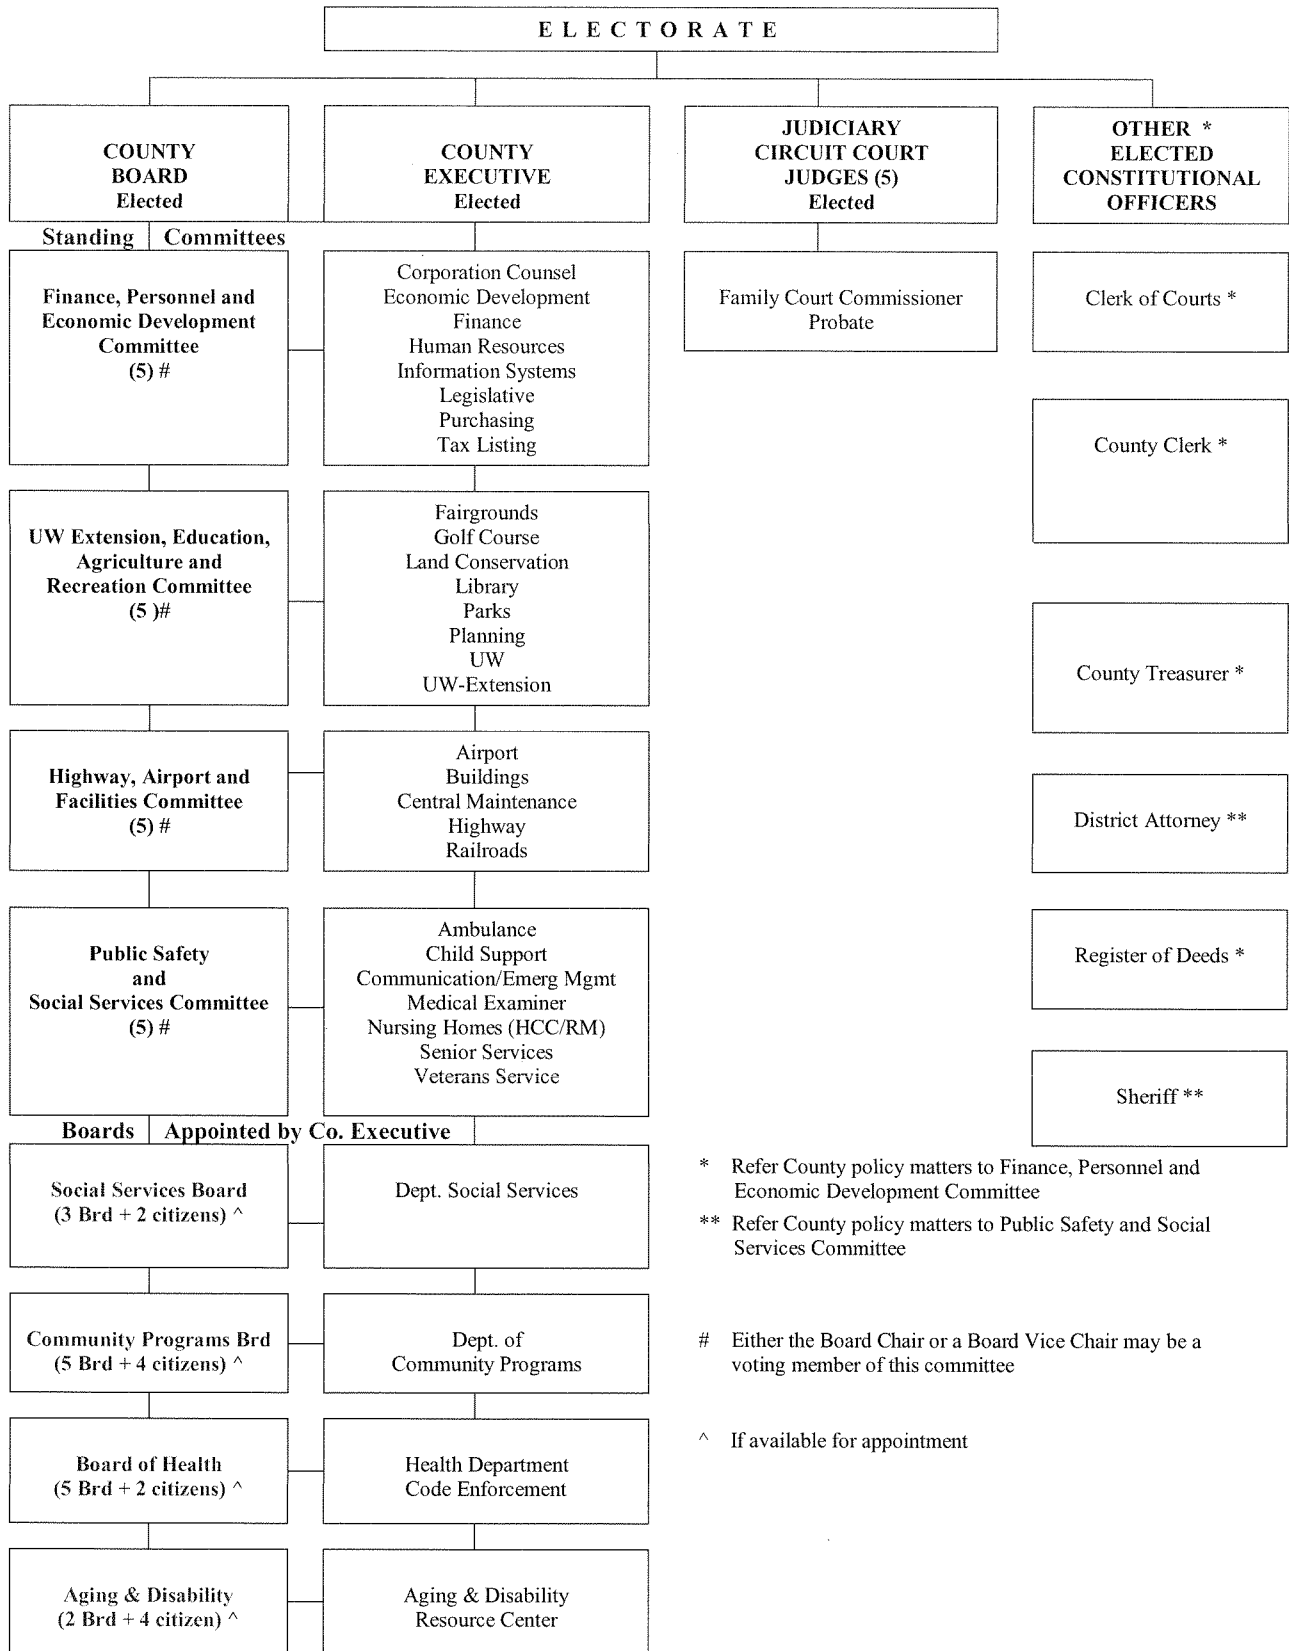 E L E C T O R A T E
COUNTY
BOARD
Elected
COUNTY
EXECUTIVE
Elected
JUDICIARY
CIRCUIT COURT
JUDGES (5)
Elected
OTHER *
ELECTED
CONSTITUTIONAL
OFFICERS
Standing Committees
Finance, Personnel and
Economic Development
Committee
(5) #
Corporation Counsel
Economic Development
Finance
Human Resources
Information Systems
Legislative
Purchasing
Tax Listing
Family Court Commissioner
Probate
Clerk of Courts *
County Clerk *
UW Extension, Education,
Agriculture and
Recreation Committee
(5 )#
Fairgrounds
Golf Course
Land Conservation
Library
Parks
Planning
UW
UW-Extension
County Treasurer *
Highway, Airport and
Facilities Committee
(5) #
Airport
Buildings
Central Maintenance
Highway
Railroads
District Attorney **
Public Safety
and
Social Services Committee
(5) #
Ambulance
Child Support
Communication/Emerg Mgmt
Medical Examiner
Nursing Homes (HCC/RM)
Senior Services
Veterans Service
Register of Deeds *
Sheriff **
Boards Appointed by Co. Executive
Social Services Board
(3 Brd + 2 citizens) ^
Dept. Social Services
Community Programs Brd
(5 Brd + 4 citizens) ^
Dept. of
Community Programs
Board of Health
(5 Brd + 2 citizens) ^
Health Department
Code Enforcement
Aging & Disability
(2 Brd + 4 citizen) ^
Aging & Disability
Resource Center
* Refer County policy matters to Finance, Personnel and
Economic Development Committee
** Refer County policy matters to Public Safety and Social
Services Committee
# Either the Board Chair or a Board Vice Chair may be a
voting member of this committee
^ If available for appointment